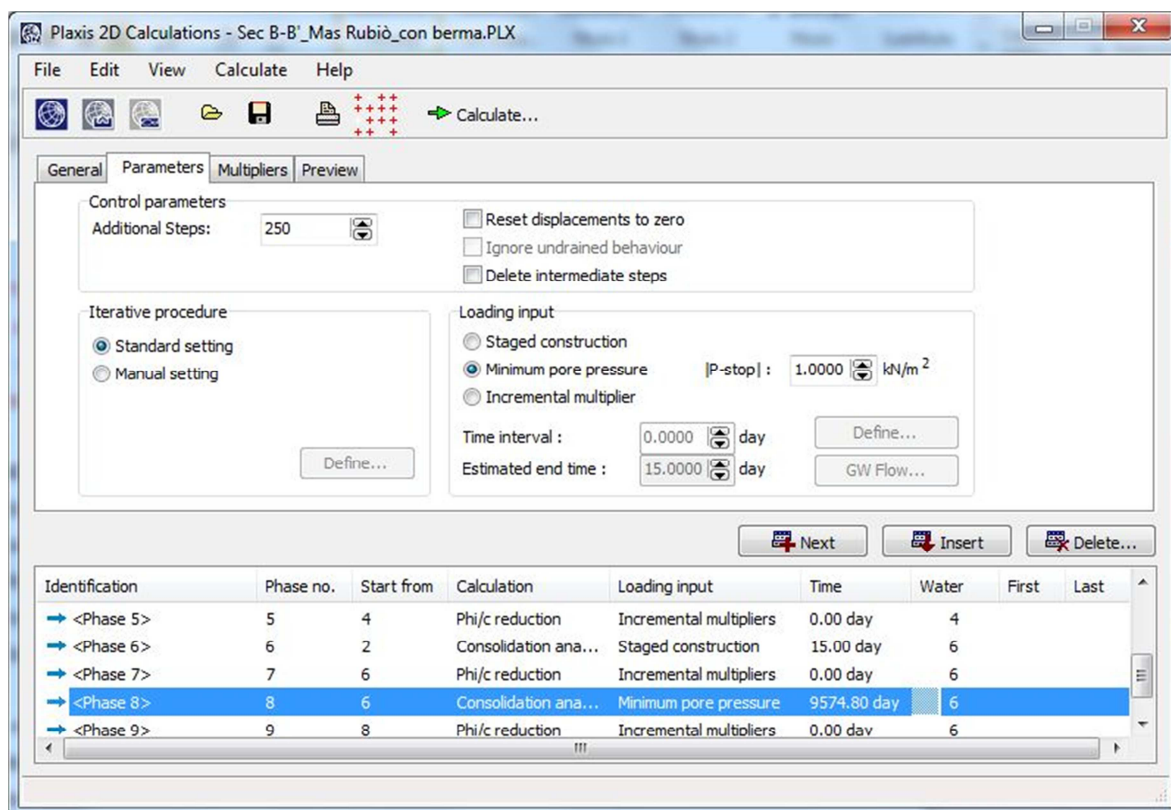 Plaxis 2D Calculations - Sec B-B'_Mas Rubiò_con berma.PLX
File Edit View Calculate Help
Calculate...
General Parameters Multipliers Preview
Control parameters
Additional Steps: 250
Reset displacements to zero
Ignore undrained behaviour
Delete intermediate steps
Iterative procedure
Standard setting
Manual setting
Define...
Loading input
Staged construction
Minimum pore pressure |P-stop| : 1.0000 kN/m 2
Incremental multiplier
Time interval : 0.0000 day Define...
Estimated end time : 15.0000 day GW Flow...
Next Insert Delete...
Identification Phase no. Start from Calculation Loading input Time Water First Last
<Phase 5> 5 4 Phi/c reduction Incremental multipliers 0.00 day 4
<Phase 6> 6 2 Consolidation ana... Staged construction 15.00 day 6
<Phase 7> 7 6 Phi/c reduction Incremental multipliers 0.00 day 6
<Phase 8> 8 6 Consolidation ana... Minimum pore pressure 9574.80 day 6
<Phase 9> 9 8 Phi/c reduction Incremental multipliers 0.00 day 6